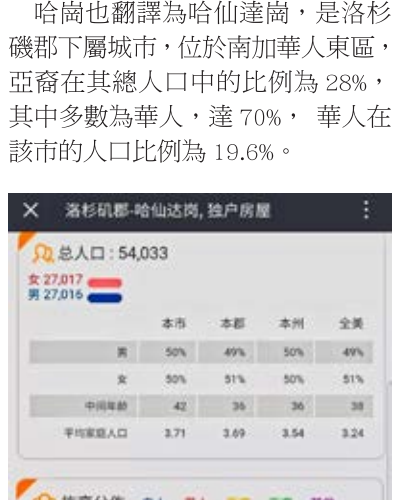 哈崗也翻譯為哈仙達崗，是洛杉
磯郡下屬城市，位於南加華人東區，
亞裔在其總人口中的比例為 28%，
其中多數為華人，達 70%， 華人在
該市的人口比例為 19.6%。
洛杉矶郡-哈仙达岗, 独户房屋
总人口 : 54,033
女 27,017
男 27,016
本市 本郡 本州 全美
男 50% 49% 50% 49%
女 50% 51% 50% 51%
中间年龄 42 36 36 38
平均家庭人口 3.71 3.69 3.54 3.24